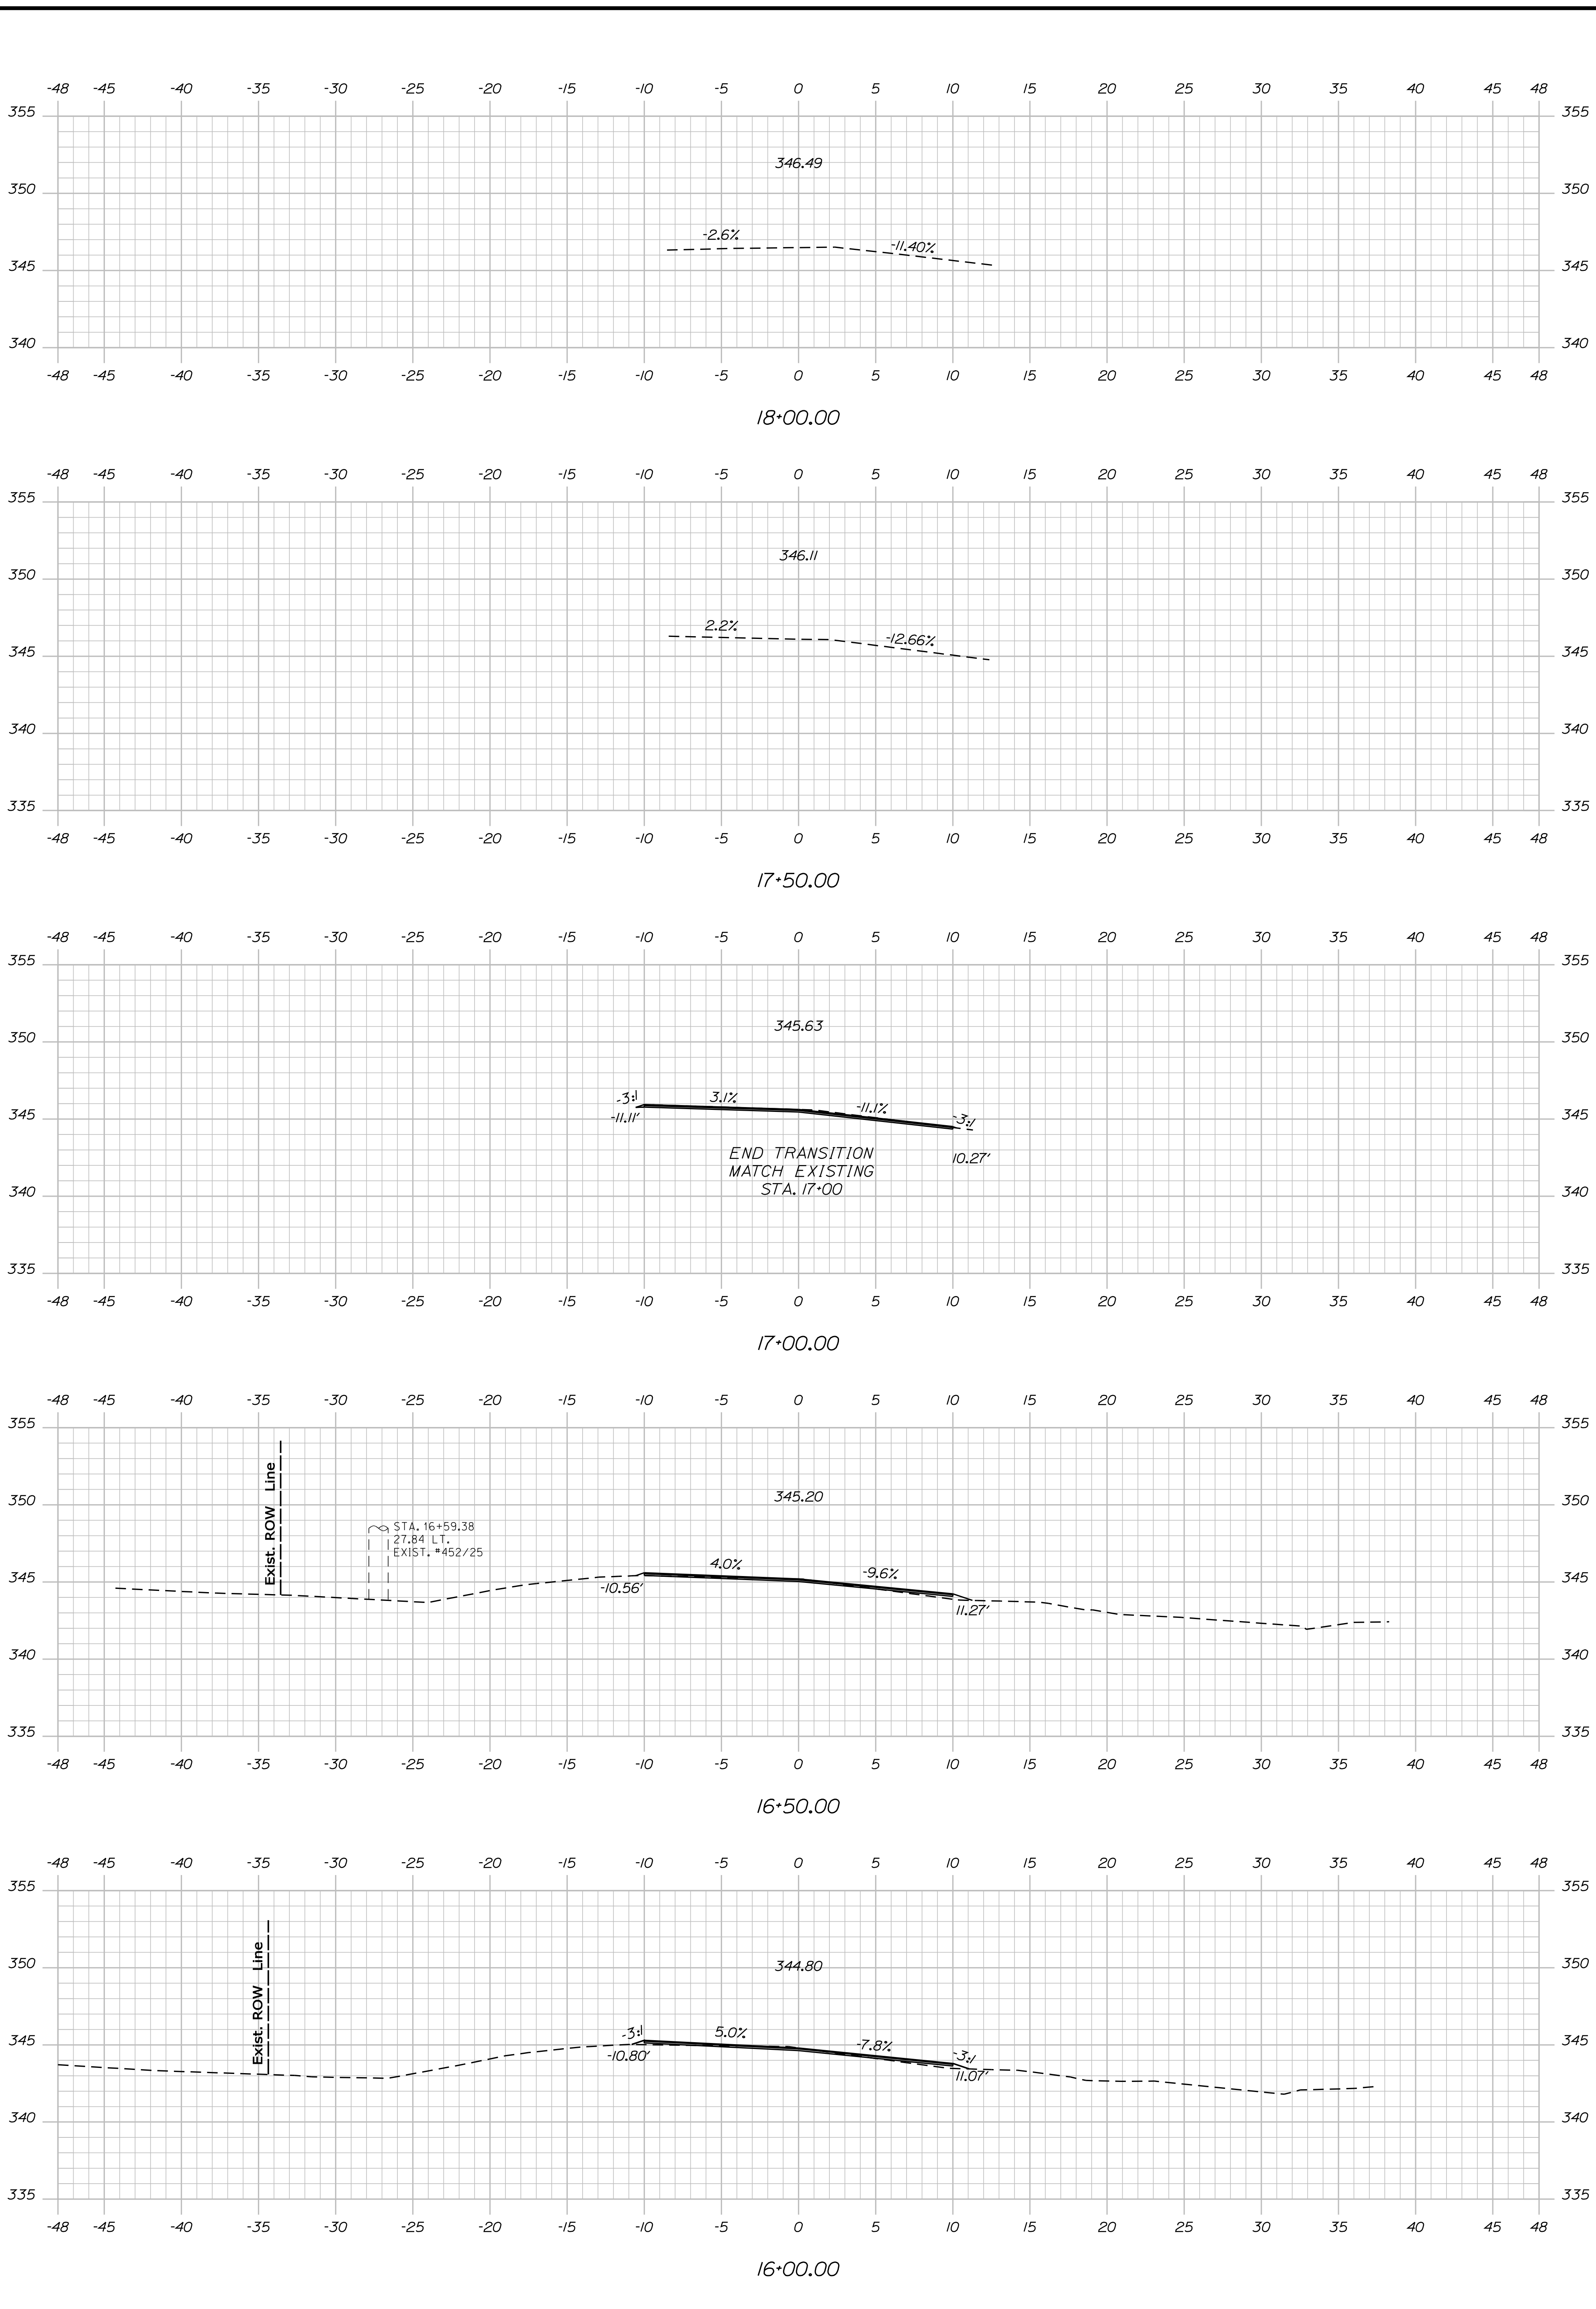 -48 -45 -40 -35 -30 -25 -20 -15 -10 -5 0 5 10 15 20 25 30 35 40 45 48
355 355
346.49
350 350
-2.6% -11.40%
345 345
340 340
-48 -45 -40 -35 -30 -25 -20 -15 -10 -5 0 5 10 15 20 25 30 35 40 45 48
18+00.00
-48 -45 -40 -35 -30 -25 -20 -15 -10 -5 0 5 10 15 20 25 30 35 40 45 48
355 355
346.11
350 350
2.2% -12.66%
345 345
340 340
335 335
-48 -45 -40 -35 -30 -25 -20 -15 -10 -5 0 5 10 15 20 25 30 35 40 45 48
17+50.00
-48 -45 -40 -35 -30 -25 -20 -15 -10 -5 0 5 10 15 20 25 30 35 40 45 48
355 355
345.63
350 350
-3:1 3.1% -11.1% -3:1
345 -11.11' 345
END TRANSITION
10.27'
MATCH EXISTING
STA. 17+00
340 340
335 335
-48 -45 -40 -35 -30 -25 -20 -15 -10 -5 0 5 10 15 20 25 30 35 40 45 48
17+00.00
-48 -45 -40 -35 -30 -25 -20 -15 -10 -5 0 5 10 15 20 25 30 35 40 45 48
355 355
Exist. ROW Line
345.20
350 350
STA. 16+59.38
27.84 LT.
EXIST. #452/25
4.0% -9.6%
345 345
-10.56' 11.27'
340 340
335 335
-48 -45 -40 -35 -30 -25 -20 -15 -10 -5 0 5 10 15 20 25 30 35 40 45 48
16+50.00
-48 -45 -40 -35 -30 -25 -20 -15 -10 -5 0 5 10 15 20 25 30 35 40 45 48
355 355
Exist. ROW Line
344.80
350 350
-3:1 5.0% -7.8% -3:1
345 345
-10.80' 11.07'
340 340
335 335
-48 -45 -40 -35 -30 -25 -20 -15 -10 -5 0 5 10 15 20 25 30 35 40 45 48
16+00.00